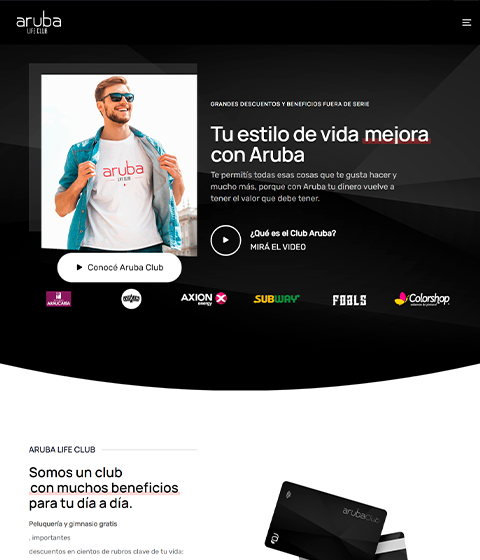 aruba
LIFE CLUB
GRANDES DESCUENTOS Y BENEFICIOS FUERA DE SERIE
Tu estilo de vida mejora
con Aruba
Te permitís todas esas cosas que te gusta hacer y
mucho más, porque con Aruba tu dinero vuelve a
tener el valor que debe tener.
aruba
LIFE CLUB
¿Qué es el Club Aruba?
MIRÁ EL VIDEO
Conocé Aruba Club
ARAUCARIA
AXION
energy
SUBWAY
FOALS
Colorshop
ARUBA LIFE CLUB
Somos un club
con muchos beneficios
para tu día a día.
Peluquería y gimnasio gratis
, importantes
descuentos en cientos de rubros clave de tu vida:
arubaclub